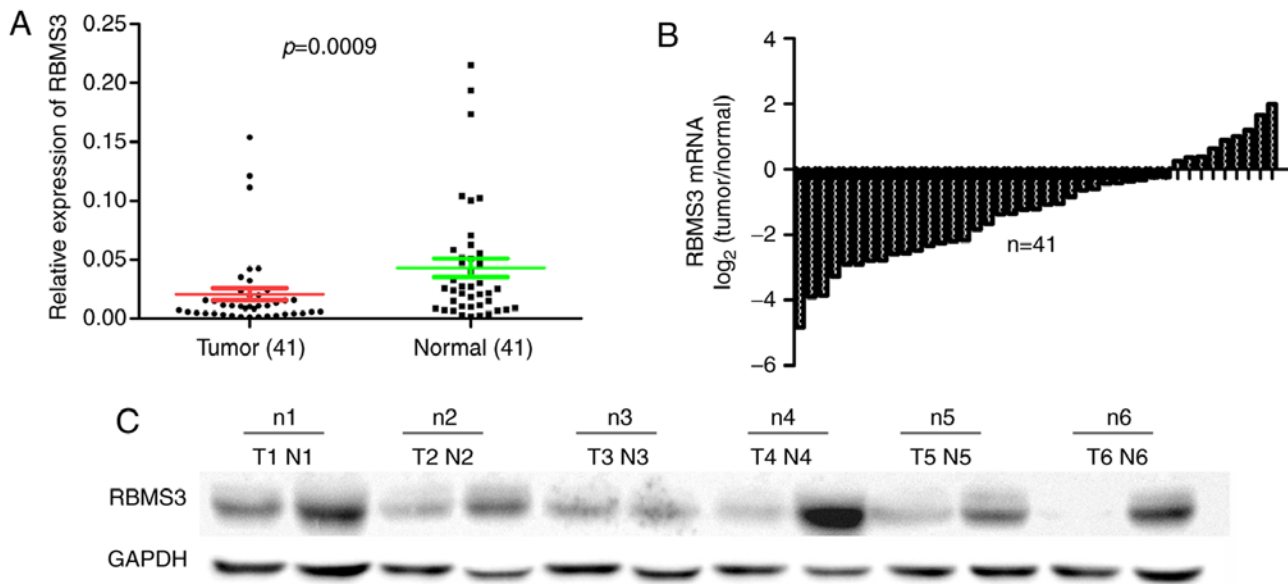 A
Relative expression of RBMS3
0.25
0.20
0.15
0.10
0.05
0.00
p=0.0009
Tumor (41)
Normal (41)
B
RBMS3 mRNA
log2 (tumor/normal)
4
2
0
−2
−4
−6
n=41
C
n1
n2
n3
n4
n5
n6
T1 N1
T2 N2
T3 N3
T4 N4
T5 N5
T6 N6
RBMS3
GAPDH